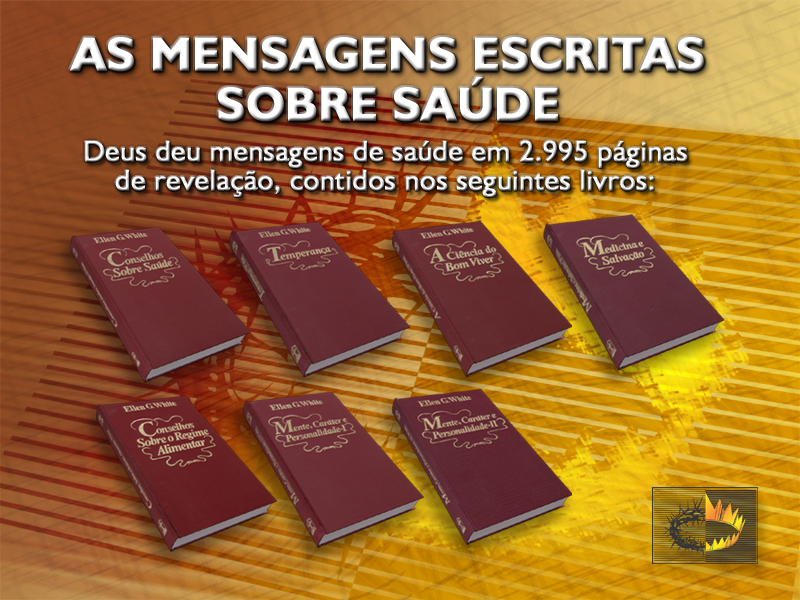 AS MENSAGENS ESCRITAS
SOBRE SAÚDE
Deus deu mensagens de saúde em 2.995 páginas
de revelação, contidos nos seguintes livros:
Ellen G. White
Conselhos
Sobre Saúde
Ellen G. White
Temperança
Ellen G. White
A Ciência do
Bom Viver
Medicina e
Salvação
Ellen G. White
Conselhos
Sobre o Regime
Alimentar
Ellen G. White
Mente, Caráter e
Personalidade-I
Ellen G. White
Mente, Caráter e
Personalidade-II